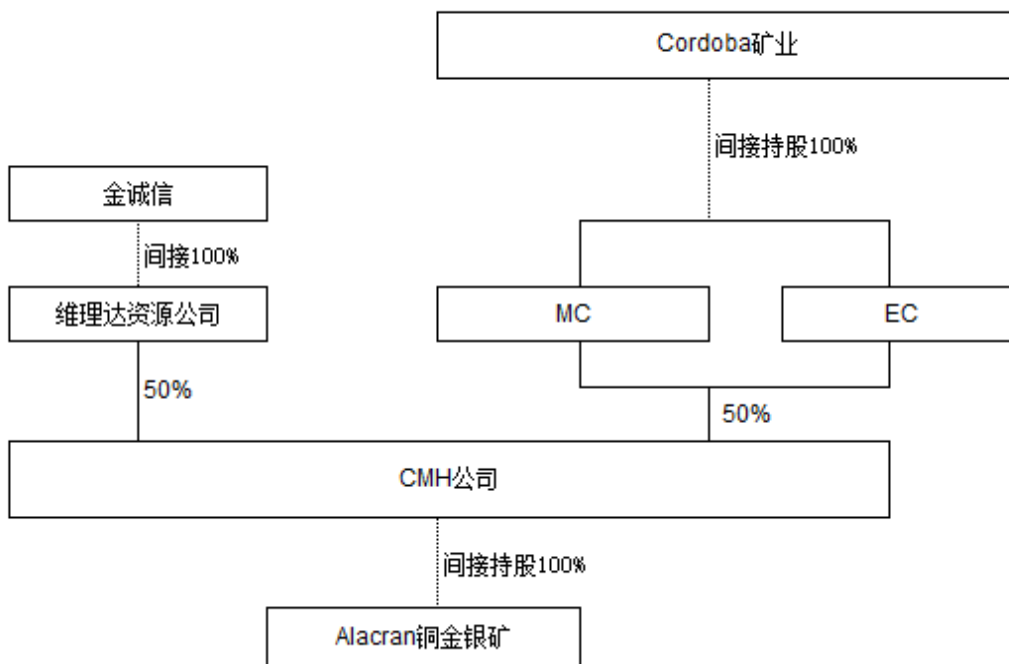 Cordoba矿业
间接持股100%
金诚信
间接100%
维理达资源公司
MC
EC
50%
50%
CMH公司
间接持股100%
Alacran铜金银矿